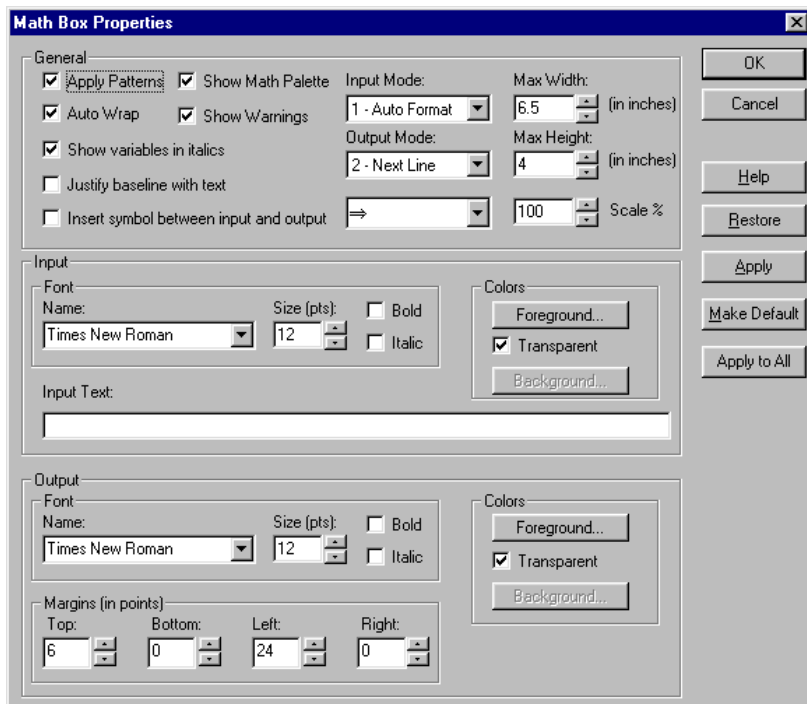 Math Box Properties
General
Apply Patterns
Show Math Palette
Input Mode:
Max Width:
OK
Auto Wrap
Show Warnings
1 - Auto Format
6.5
(in inches)
Cancel
Show variables in italics
Output Mode:
Max Height:
2 - Next Line
4
(in inches)
Justify baseline with text
Help
Insert symbol between input and output
⇒
100
Scale %
Restore
Input
Apply
Font
Colors
Name:
Size (pts):
Bold
Foreground...
Make Default
Times New Roman
12
Italic
Transparent
Apply to All
Background...
Input Text:
Output
Font
Colors
Name:
Size (pts):
Bold
Foreground...
Times New Roman
12
Italic
Transparent
Background...
Margins (in points)
Top:
Bottom:
Left:
Right:
6
0
24
0